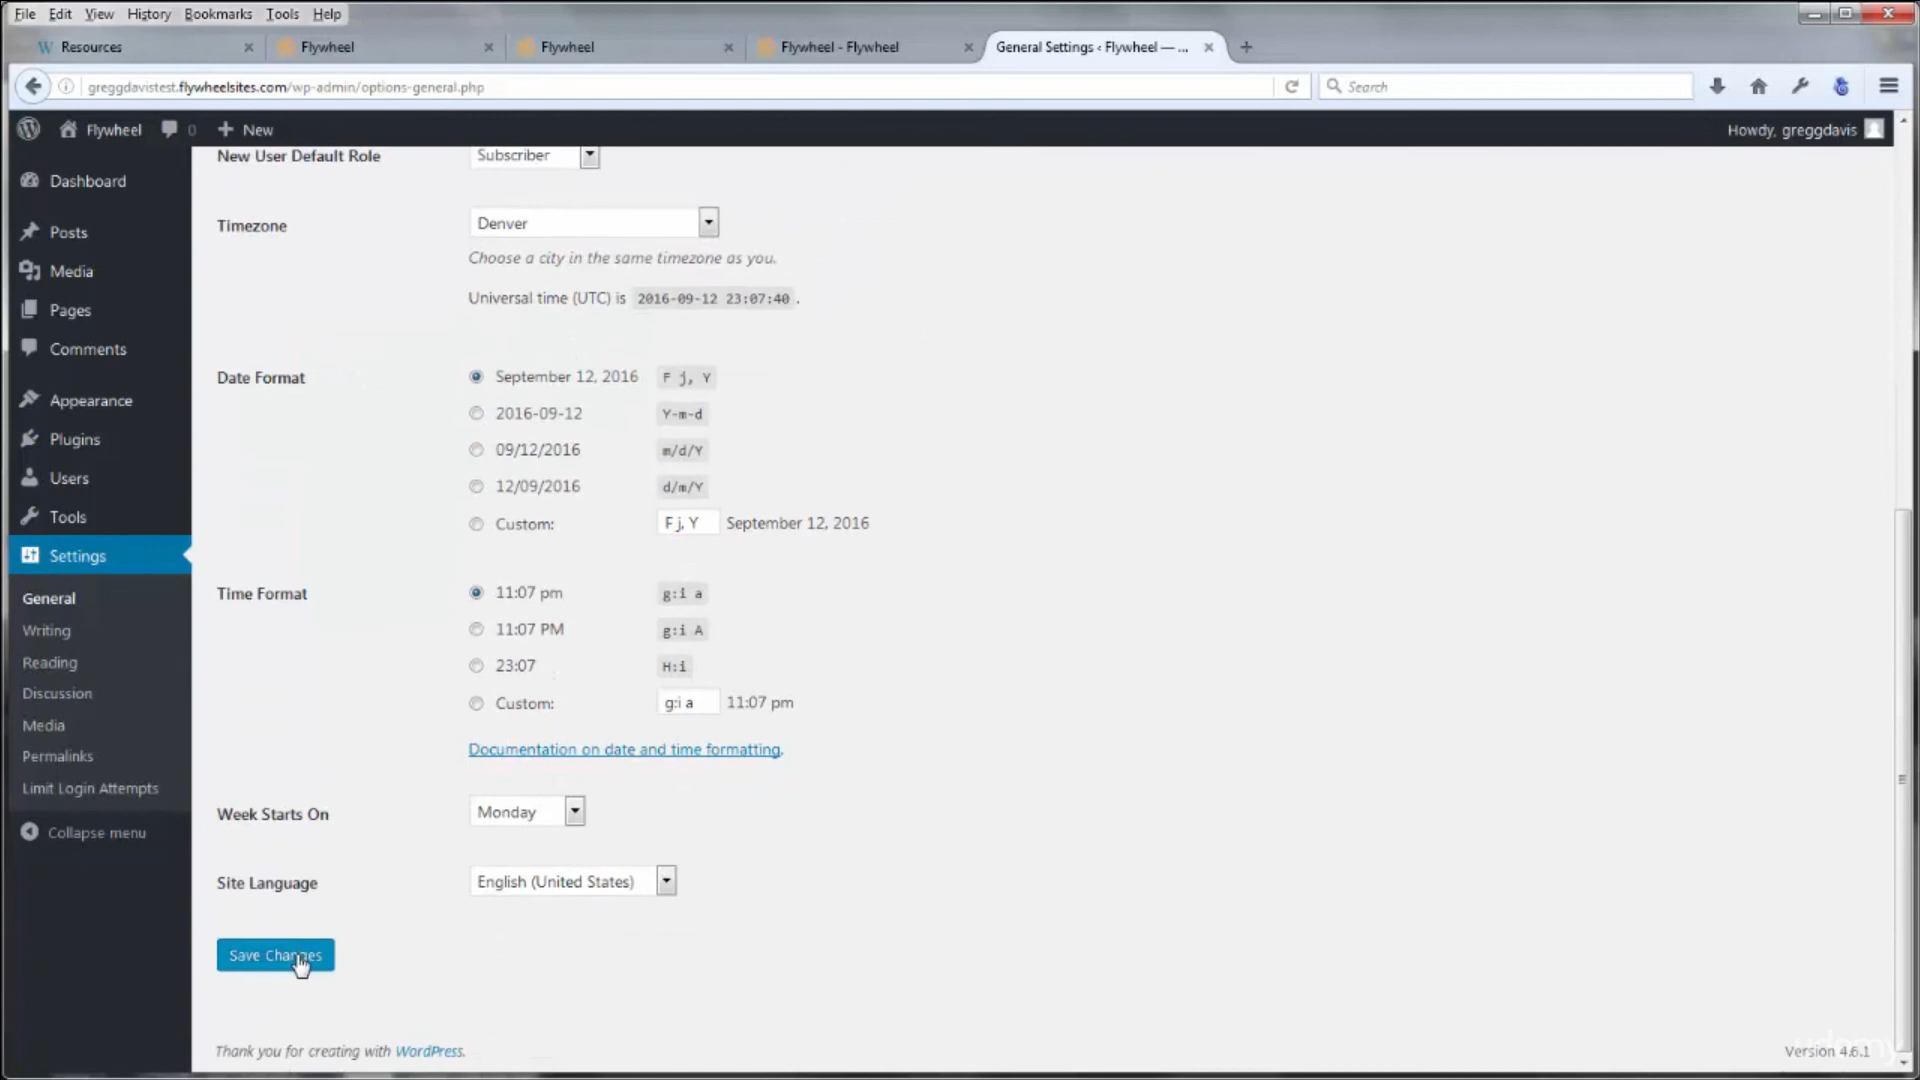 File Edit View History Bookmarks Tools Help
Resources
Flywheel
Flywheel
Flywheel - Flywheel
General Settings ‹ Flywheel — ...
greggdavistest.flywheelsites.com/wp-admin/options-general.php
Search
Flywheel 0 New
Howdy, greggdavis
Dashboard
Posts
Media
Pages
Comments
Appearance
Plugins
Users
Tools
Settings
General
Writing
Reading
Discussion
Media
Permalinks
Limit Login Attempts
Collapse menu
New User Default Role Subscriber
Timezone Denver
Choose a city in the same timezone as you.
Universal time (UTC) is 2016-09-12 23:07:40 .
Date Format September 12, 2016 F j, Y
2016-09-12 Y-m-d
09/12/2016 m/d/Y
12/09/2016 d/m/Y
Custom: F j, Y September 12, 2016
Time Format 11:07 pm g:i a
11:07 PM g:i A
23:07 H:i
Custom: g:i a 11:07 pm
Documentation on date and time formatting.
Week Starts On Monday
Site Language English (United States)
Save Changes
Thank you for creating with WordPress.
Version 4.6.1
udemy